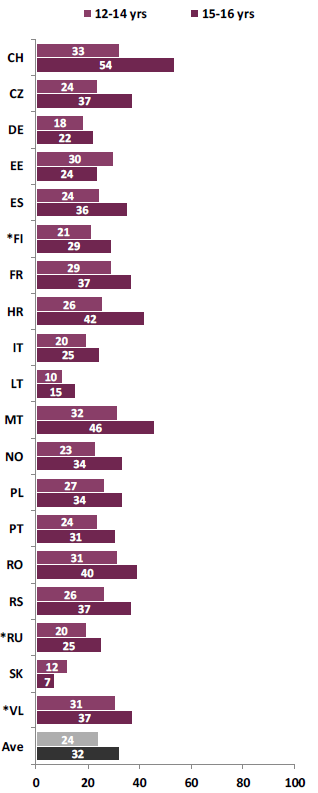 12-14 yrs 15-16 yrs
CH 33
54
CZ 24
37
DE 18
22
EE 30
24
ES 24
36
*FI 21
29
FR 29
37
HR 26
42
IT 20
25
LT 10
15
MT 32
46
NO 23
34
PL 27
34
PT 24
31
RO 31
40
RS 26
37
*RU 20
25
SK 12
7
*VL 31
37
Ave 24
32
0 20 40 60 80 100